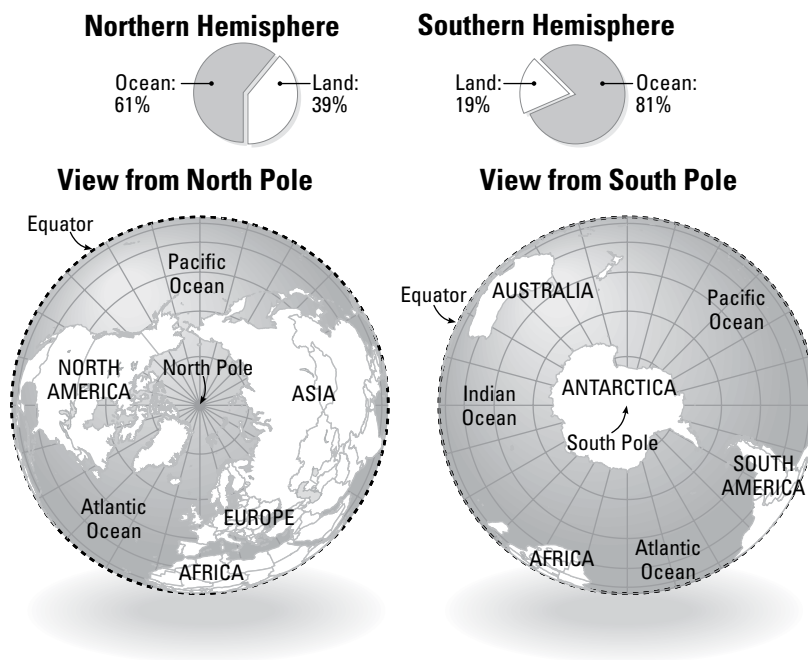 Northern Hemisphere
Ocean:
61%
Land:
39%
Southern Hemisphere
Land:
19%
Ocean:
81%
View from North Pole
Equator
Pacific
Ocean
NORTH
AMERICA
North Pole
ASIA
Atlantic
Ocean
EUROPE
AFRICA
View from South Pole
Equator
AUSTRALIA
Pacific
Ocean
Indian
Ocean
ANTARCTICA
South Pole
SOUTH
AMERICA
AFRICA
Atlantic
Ocean